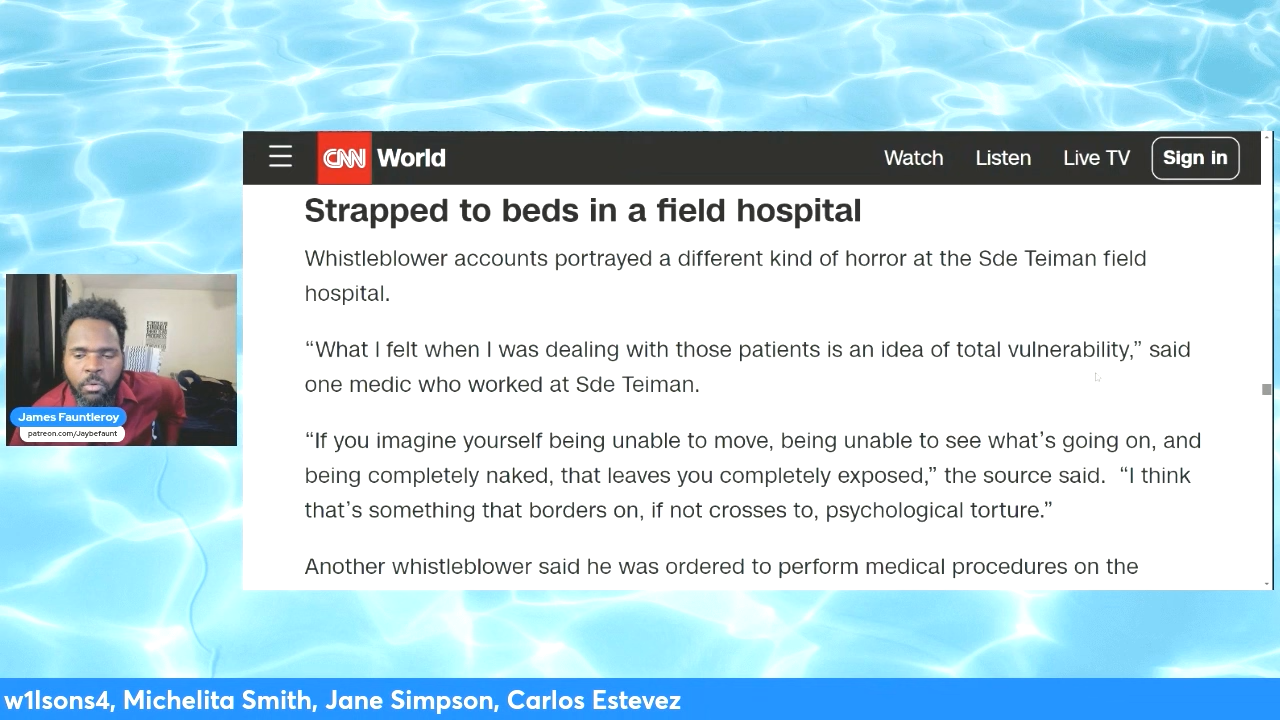 CNN World
Watch Listen Live TV Sign in
Strapped to beds in a field hospital
Whistleblower accounts portrayed a different kind of horror at the Sde Teiman field
hospital.
“What I felt when I was dealing with those patients is an idea of total vulnerability,” said
one medic who worked at Sde Teiman.
“If you imagine yourself being unable to move, being unable to see what’s going on, and
being completely naked, that leaves you completely exposed,” the source said.  “I think
that’s something that borders on, if not crosses to, psychological torture.”
Another whistleblower said he was ordered to perform medical procedures on the
James Fauntleroy
patreon.com/Jaybefaunt
w1lsons4, Michelita Smith, Jane Simpson, Carlos Estevez